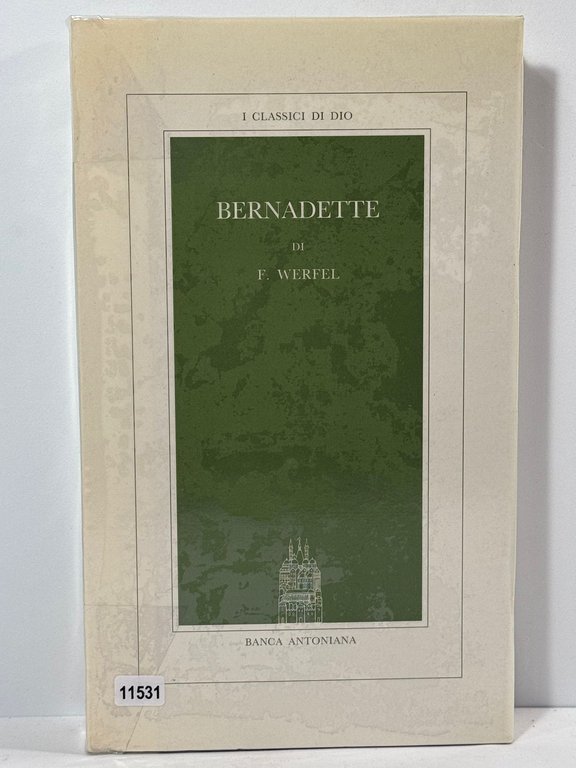 I CLASSICI DI DIO
BERNADETTE
DI
F. WERFEL
BANCA ANTONIANA
11531